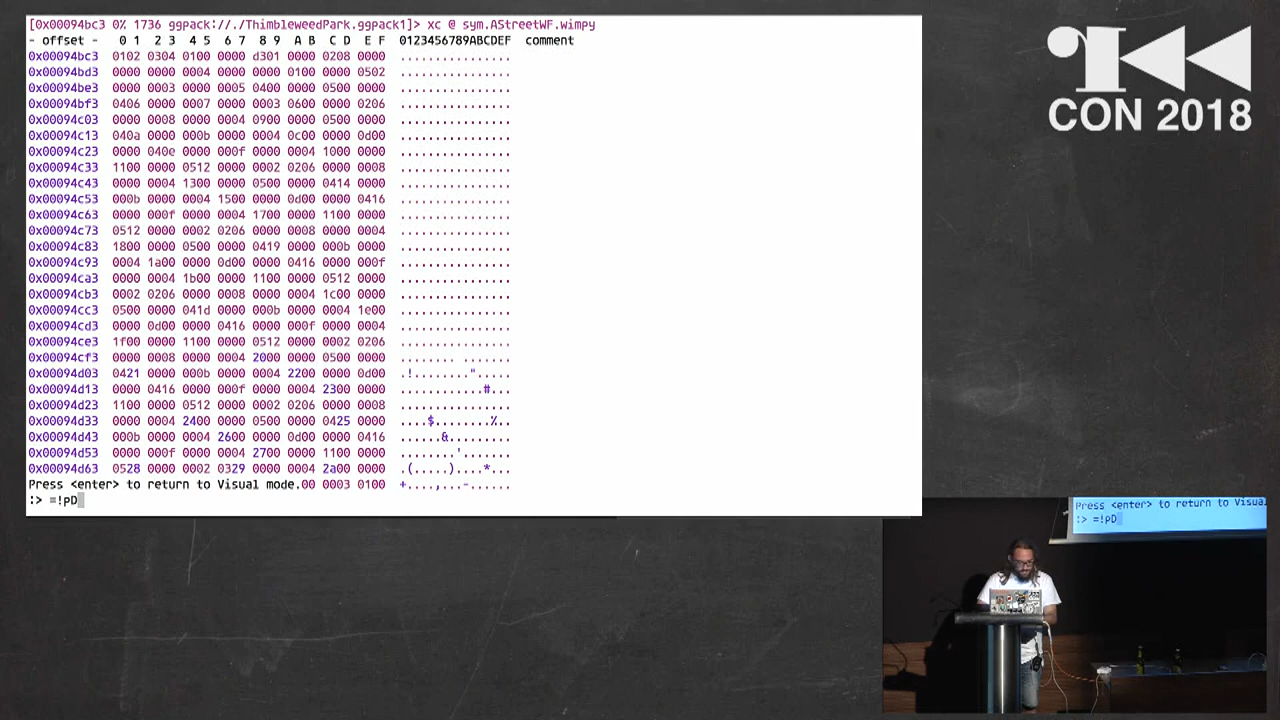 [0x00094bc3 0% 1736 ggpack://./ThimbleweedPark.ggpack1]> xc @ sym.AStreetWF.wimpy
- offset -   0 1  2 3  4 5  6 7  8 9  A B  C D  E F  0123456789ABCDEF  comment
0x00094bc3  0102 0304 0100 0000 d301 0000 0208 0000  ................
0x00094bd3  0000 0000 0004 0000 0000 0100 0000 0502  ................
0x00094be3  0000 0003 0000 0005 0400 0000 0500 0000  ................
0x00094bf3  0406 0000 0007 0000 0003 0600 0000 0206  ................
0x00094c03  0000 0008 0000 0004 0900 0000 0500 0000  ................
0x00094c13  040a 0000 000b 0000 0004 0c00 0000 0d00  ................
0x00094c23  0000 040e 0000 000f 0000 0004 1000 0000  ................
0x00094c33  1100 0000 0512 0000 0002 0206 0000 0008  ................
0x00094c43  0000 0004 1300 0000 0500 0000 0414 0000  ................
0x00094c53  000b 0000 0004 1500 0000 0d00 0000 0416  ................
0x00094c63  0000 000f 0000 0004 1700 0000 1100 0000  ................
0x00094c73  0512 0000 0002 0206 0000 0008 0000 0004  ................
0x00094c83  1800 0000 0500 0000 0419 0000 000b 0000  ................
0x00094c93  0004 1a00 0000 0d00 0000 0416 0000 000f  ................
0x00094ca3  0000 0004 1b00 0000 1100 0000 0512 0000  ................
0x00094cb3  0002 0206 0000 0008 0000 0004 1c00 0000  ................
0x00094cc3  0500 0000 041d 0000 000b 0000 0004 1e00  ................
0x00094cd3  0000 0d00 0000 0416 0000 000f 0000 0004  ................
0x00094ce3  1f00 0000 1100 0000 0512 0000 0002 0206  ................
0x00094cf3  0000 0008 0000 0004 2000 0000 0500 0000  ........ .......
0x00094d03  0421 0000 000b 0000 0004 2200 0000 0d00  .!........".....
0x00094d13  0000 0416 0000 000f 0000 0004 2300 0000  ............#...
0x00094d23  1100 0000 0512 0000 0002 0206 0000 0008  ................
0x00094d33  0000 0004 2400 0000 0500 0000 0425 0000  ....$........%..
0x00094d43  000b 0000 0004 2600 0000 0d00 0000 0416  ......&.........
0x00094d53  0000 000f 0000 0004 2700 0000 1100 0000  ........'.......
0x00094d63  0528 0000 0002 0329 0000 0004 2a00 0000  .(.....)....*...
Press <enter> to return to Visual mode.00 0003 0100  +....,...-......
:> =!pD
CON 2018
Press <enter> to return to Visua
:> =!pD